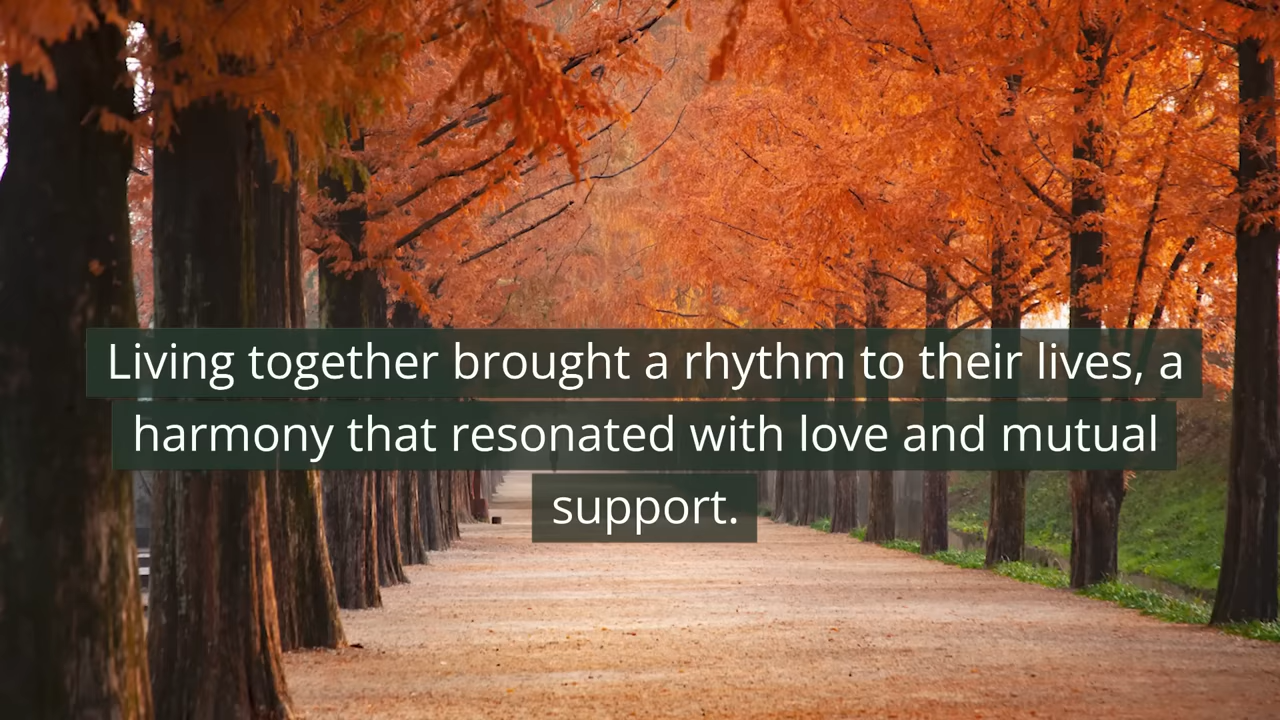 Living together brought a rhythm to their lives, a
harmony that resonated with love and mutual
support.